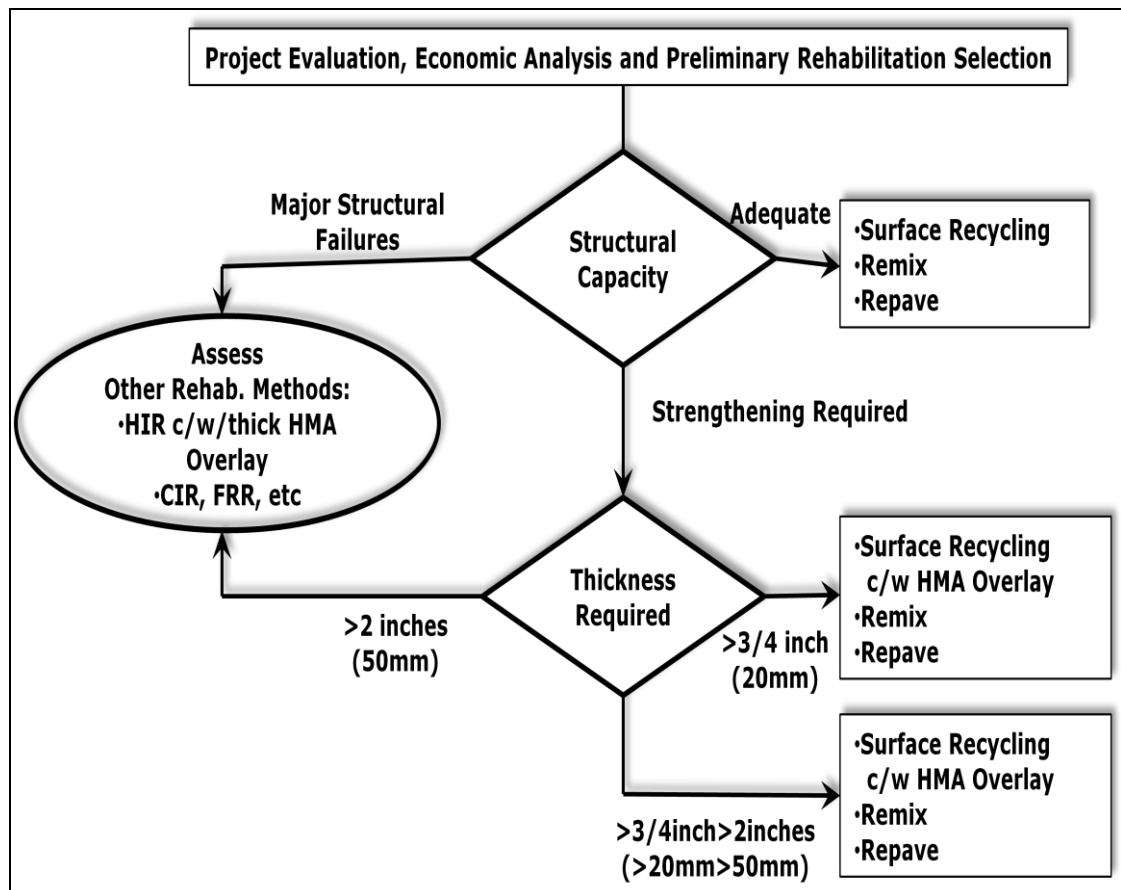 Project Evaluation, Economic Analysis and Preliminary Rehabilitation Selection
Major Structural
Failures
Structural
Capacity
Adequate
•Surface Recycling
•Remix
•Repave
Assess
Other Rehab. Methods:
•HIR c/w/thick HMA
Overlay
•CIR, FRR, etc
Strengthening Required
Thickness
Required
>2 inches
(50mm)
>3/4 inch
(20mm)
•Surface Recycling
c/w HMA Overlay
•Remix
•Repave
>3/4inch>2inches
(>20mm>50mm)
•Surface Recycling
c/w HMA Overlay
•Remix
•Repave